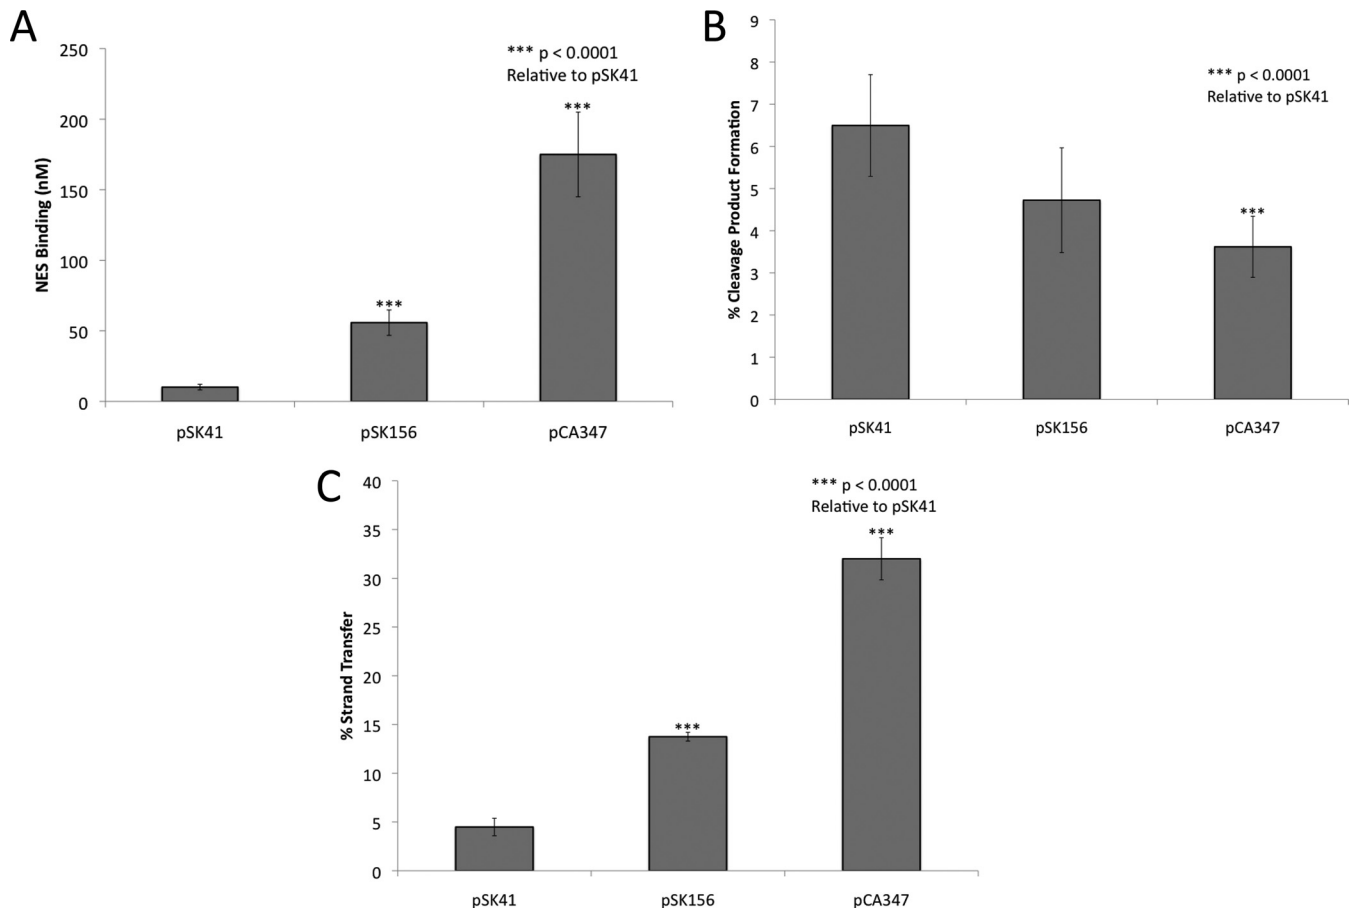 A
NES Binding (nM)
250
200
150
100
50
0
*** p < 0.0001
Relative to pSK41
***
***
pSK41
pSK156
pCA347
B
% Cleavage Product Formation
9
8
7
6
5
4
3
2
1
0
*** p < 0.0001
Relative to pSK41
***
pSK41
pSK156
pCA347
C
% Strand Transfer
40
35
30
25
20
15
10
5
0
*** p < 0.0001
Relative to pSK41
***
***
pSK41
pSK156
pCA347